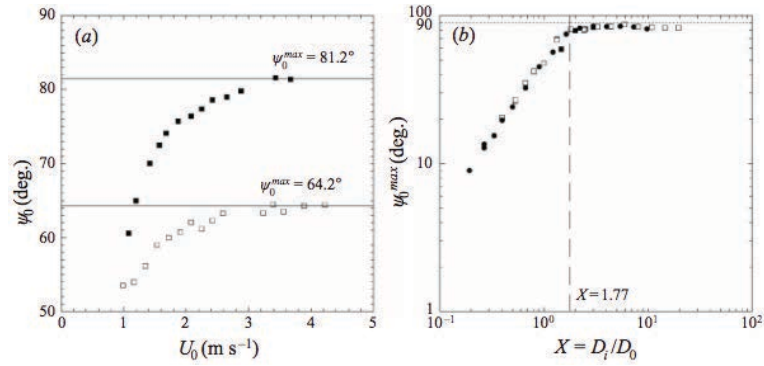 (a)
90
80
70
60
50
ψ₀ (deg.)
ψ₀ᵐᵃˣ = 81.2°
ψ₀ᵐᵃˣ = 64.2°
0 1 2 3 4 5
U₀ (m s⁻¹)
(b)
90
80
10
1
ψ₀ᵐᵃˣ (deg.)
X = 1.77
10⁻¹ 10⁰ 10¹ 10²
X = Dᵢ/D₀